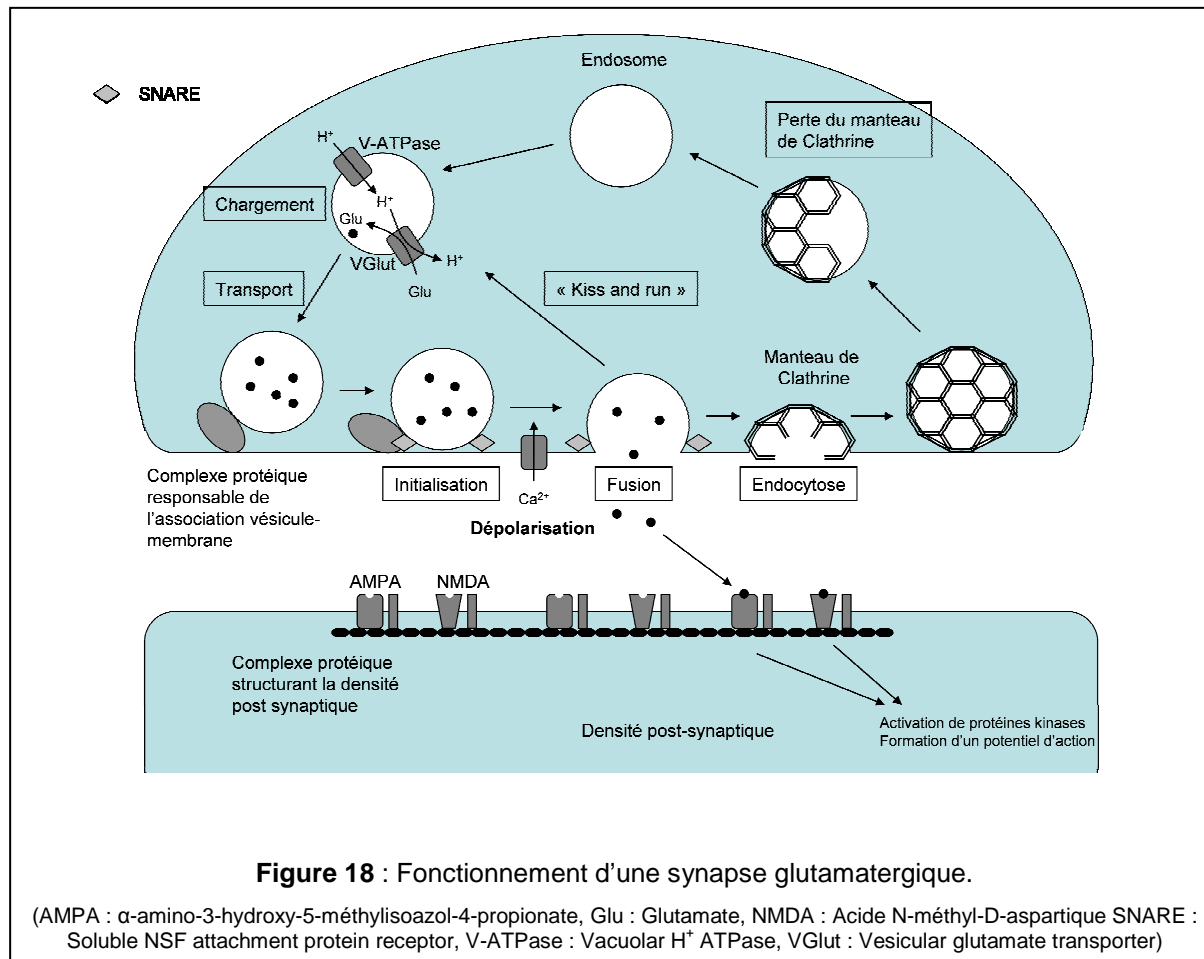 Endosome
SNARE
Perte du manteau
de Clathrine
H⁺
V-ATPase
Chargement
H⁺
Glu
VGlut
H⁺
Glu
Transport
« Kiss and run »
Manteau de
Clathrine
Complexe protéique
responsable de
l'association vésicule-
membrane
Initialisation
Ca²⁺
Fusion
Endocytose
Dépolarisation
AMPA
NMDA
Complexe protéique
structurant la densité
post synaptique
Densité post-synaptique
Activation de protéines kinases
Formation d'un potentiel d'action
Figure 18 : Fonctionnement d'une synapse glutamatergique.
(AMPA : α-amino-3-hydroxy-5-méthylisoazol-4-propionate, Glu : Glutamate, NMDA : Acide N-méthyl-D-aspartique SNARE :
Soluble NSF attachment protein receptor, V-ATPase : Vacuolar H⁺ ATPase, VGlut : Vesicular glutamate transporter)